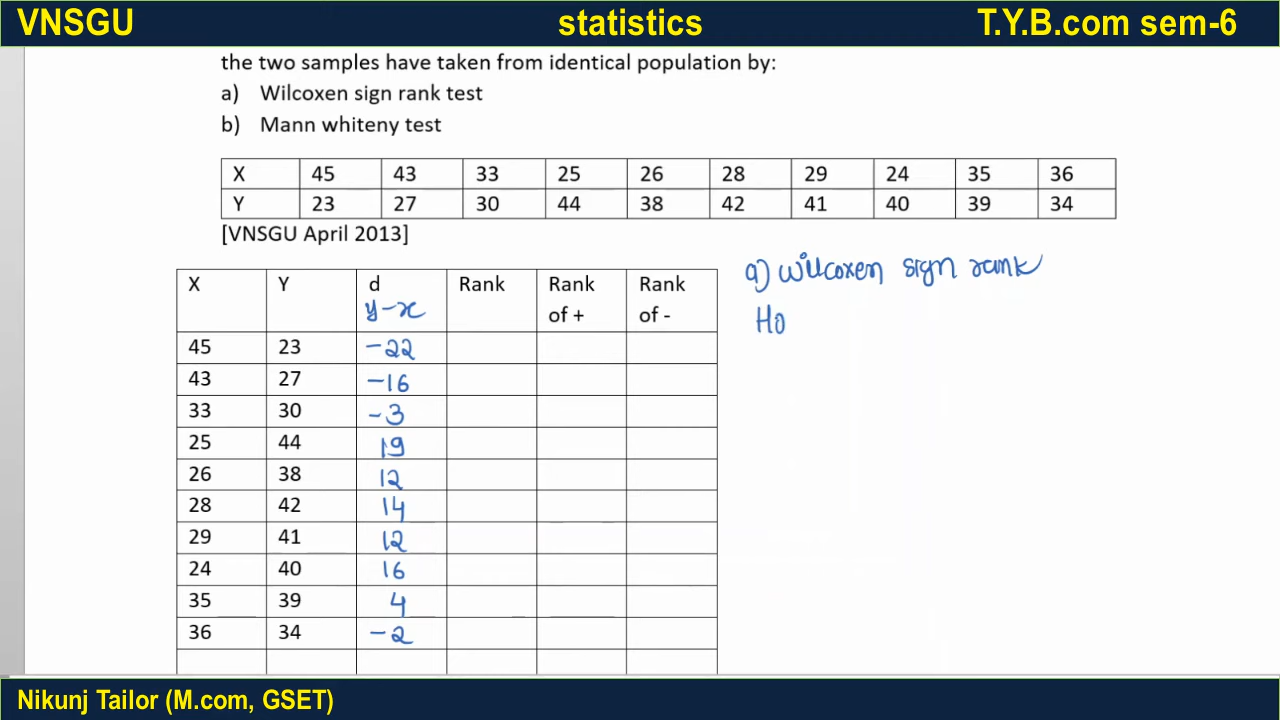 VNSGU statistics T.Y.B.com sem-6
the two samples have taken from identical population by:
a) Wilcoxen sign rank test
b) Mann whiteny test
X 45 43 33 25 26 28 29 24 35 36
Y 23 27 30 44 38 42 41 40 39 34
[VNSGU April 2013]
a) Wilcoxen sign rank
H0
X Y d Rank Rank Rank
y-x of + of -
45 23 -22
43 27 -16
33 30 -3
25 44 19
26 38 12
28 42 14
29 41 12
24 40 16
35 39 4
36 34 -2
Nikunj Tailor (M.com, GSET)